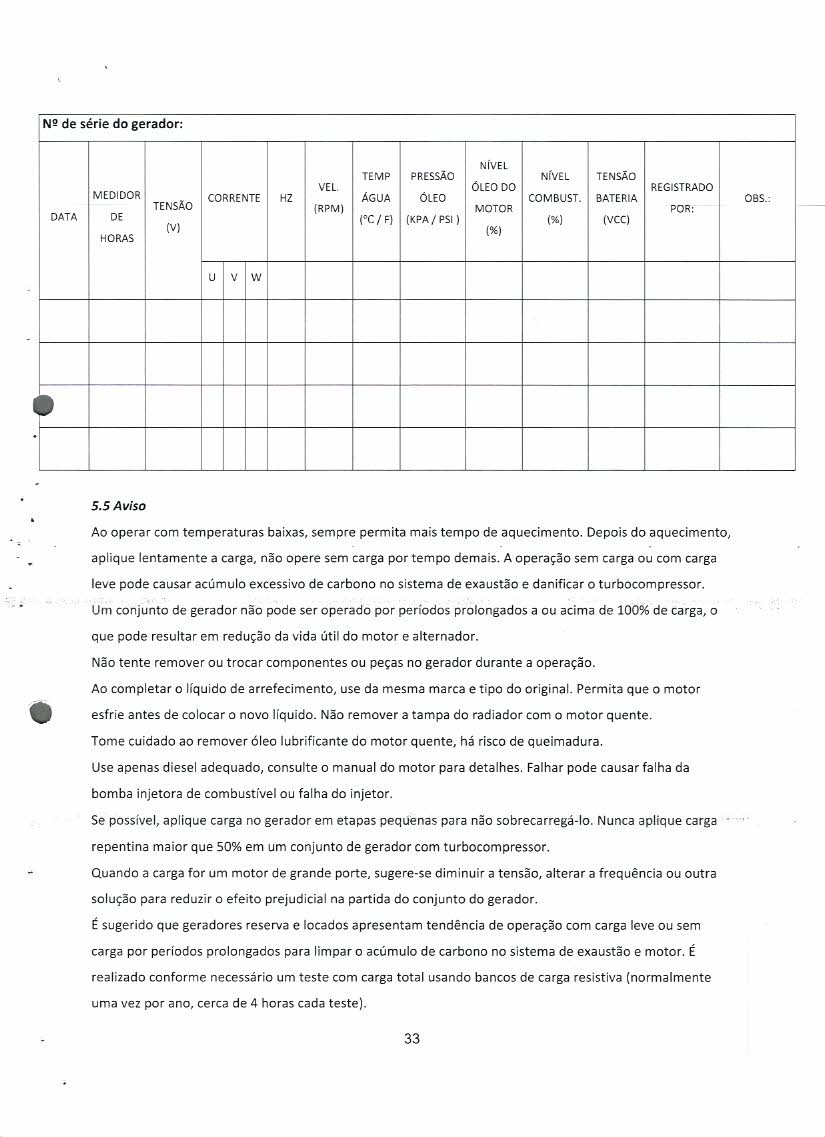 Nº de série do gerador:
DATA
MEDIDOR
DE
HORAS
TENSÃO
(V)
CORRENTE
HZ
VEL.
(RPM)
TEMP
ÁGUA
(°C / F)
PRESSÃO
ÓLEO
(KPA / PSI )
NÍVEL
ÓLEO DO
MOTOR
(%)
NÍVEL
COMBUST.
(%)
TENSÃO
BATERIA
(VCC)
REGISTRADO
POR:
OBS.:
U V W
5.5 Aviso
Ao operar com temperaturas baixas, sempre permita mais tempo de aquecimento. Depois do aquecimento,
aplique lentamente a carga, não opere sem carga por tempo demais. A operação sem carga ou com carga
leve pode causar acúmulo excessivo de carbono no sistema de exaustão e danificar o turbocompressor.
Um conjunto de gerador não pode ser operado por períodos prolongados a ou acima de 100% de carga, o
que pode resultar em redução da vida útil do motor e alternador.
Não tente remover ou trocar componentes ou peças no gerador durante a operação.
Ao completar o líquido de arrefecimento, use da mesma marca e tipo do original. Permita que o motor
esfrie antes de colocar o novo líquido. Não remover a tampa do radiador com o motor quente.
Tome cuidado ao remover óleo lubrificante do motor quente, há risco de queimadura.
Use apenas diesel adequado, consulte o manual do motor para detalhes. Falhar pode causar falha da
bomba injetora de combustível ou falha do injetor.
Se possível, aplique carga no gerador em etapas pequenas para não sobrecarregá-lo. Nunca aplique carga
repentina maior que 50% em um conjunto de gerador com turbocompressor.
Quando a carga for um motor de grande porte, sugere-se diminuir a tensão, alterar a frequência ou outra
solução para reduzir o efeito prejudicial na partida do conjunto do gerador.
É sugerido que geradores reserva e locados apresentam tendência de operação com carga leve ou sem
carga por períodos prolongados para limpar o acúmulo de carbono no sistema de exaustão e motor. É
realizado conforme necessário um teste com carga total usando bancos de carga resistiva (normalmente
uma vez por ano, cerca de 4 horas cada teste).
33